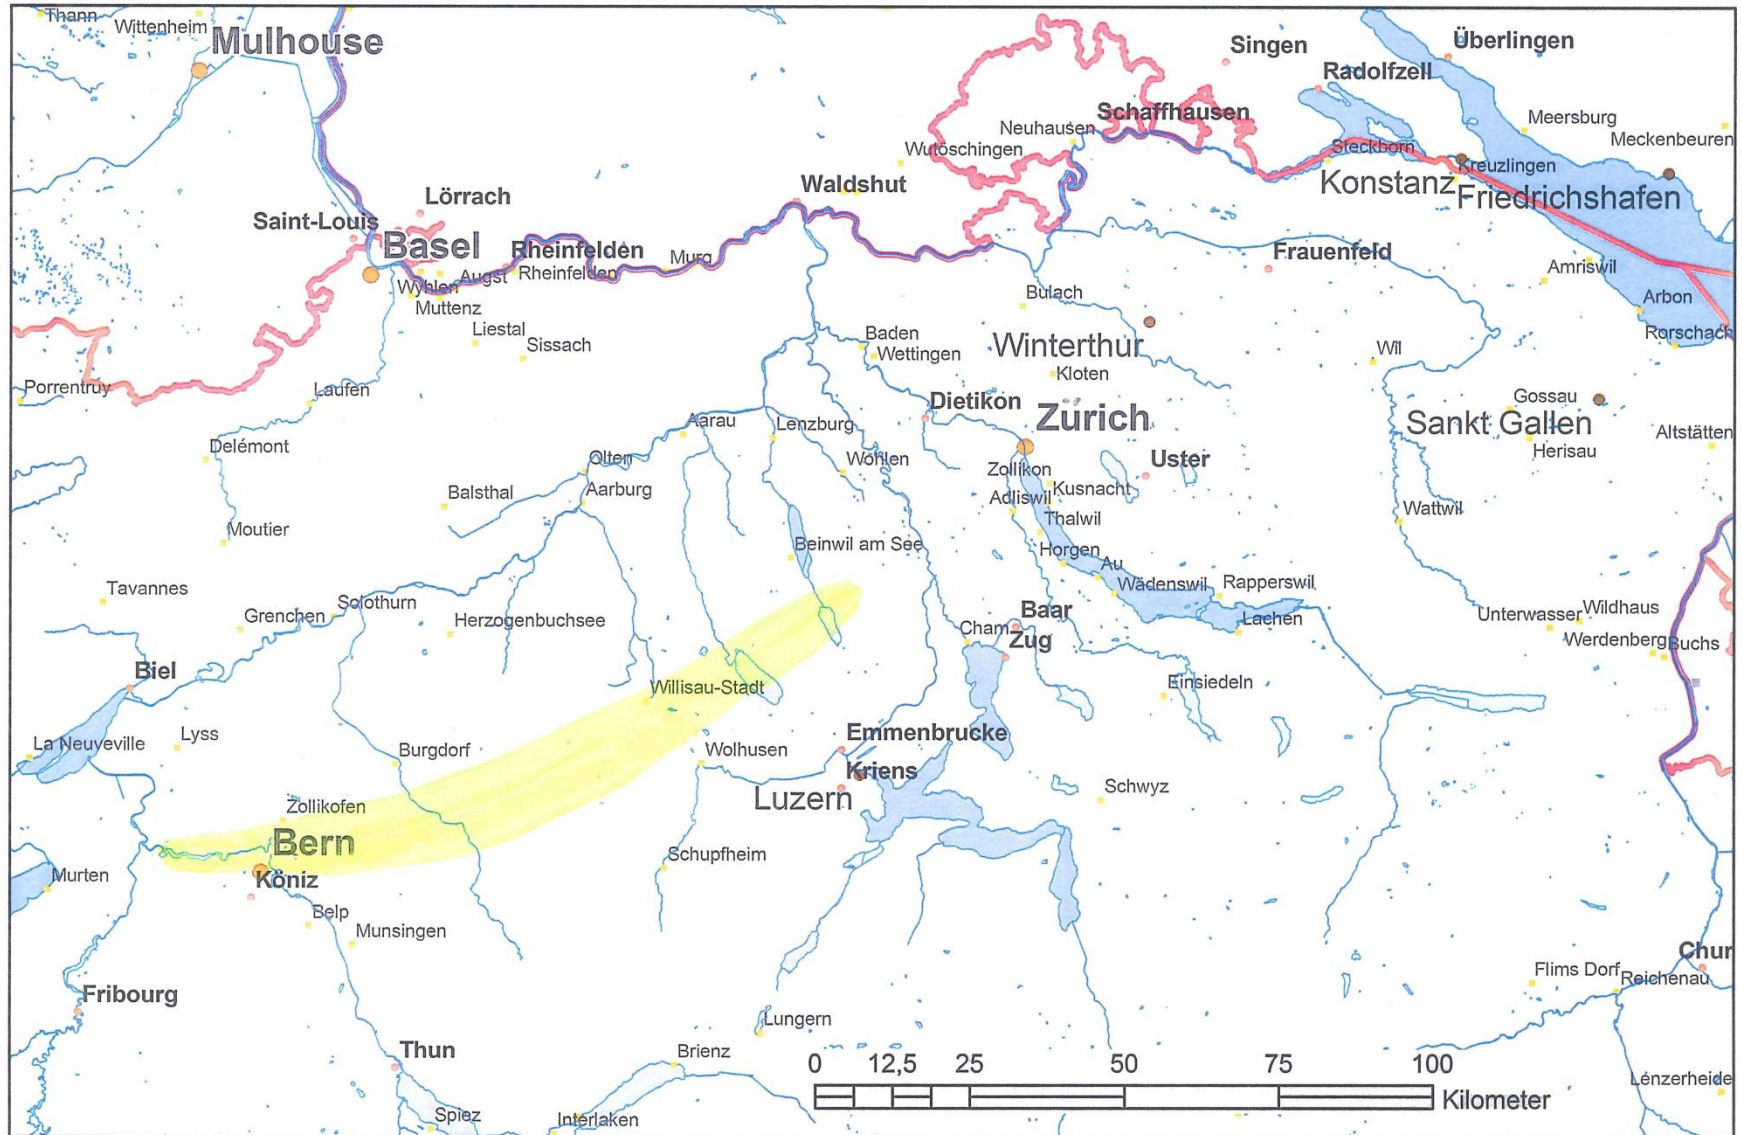 Thann
Wittenheim
Mulhouse
Singen
Überlingen
Radolfzell
Schaffhausen
Neuhausen
Meersburg
Meckenbeuren
Wutöschingen
Steckborn
Kreuzlingen
Konstanz
Friedrichshafen
Waldshut
Lörrach
Saint-Louis
Basel
Rheinfelden
Rheinfelden
Murg
Augst
Wyhlen
Muttenz
Frauenfeld
Amriswil
Arbon
Rorschach
Bulach
Liestal
Sissach
Baden
Wettingen
Winterthur
Wil
Kloten
Porrentruy
Laufen
Dietikon
Zürich
Gossau
Sankt Gallen
Altstätten
Herisau
Aarau
Lenzburg
Delémont
Olten
Wohlen
Uster
Zollikon
Kusnacht
Adliswil
Balsthal
Aarburg
Thalwil
Wattwil
Moutier
Beinwil am See
Horgen
Au
Wädenswil
Rapperswil
Tavannes
Grenchen
Solothurn
Herzogenbuchsee
Baar
Cham
Zug
Lachen
Unterwasser
Wildhaus
Werdenberg
Buchs
Biel
Willisau-Stadt
Einsiedeln
La Neuveville
Lyss
Burgdorf
Wolhusen
Emmenbrucke
Kriens
Luzern
Schwyz
Zollikofen
Bern
Köniz
Schupfheim
Murten
Belp
Munsingen
Chur
Flims Dorf
Reichenau
Fribourg
Lungern
Thun
Brienz
Lenzerheide
Spiez
Interlaken
0 12,5 25 50 75 100
Kilometer